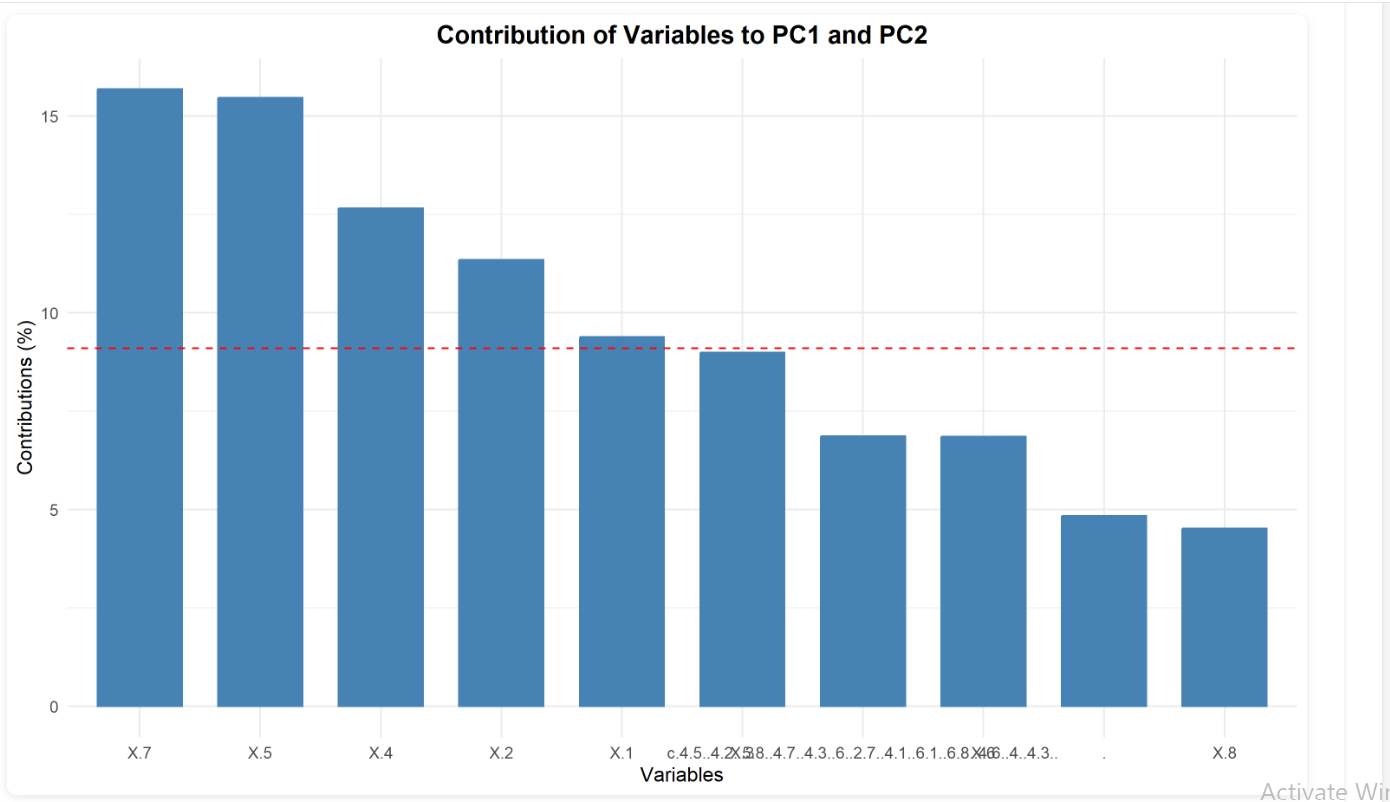 Contribution of Variables to PC1 and PC2
15
10
5
0
Contributions (%)
X.7 X.5 X.4 X.2 X.1 . X.8
Variables
Activate Wi